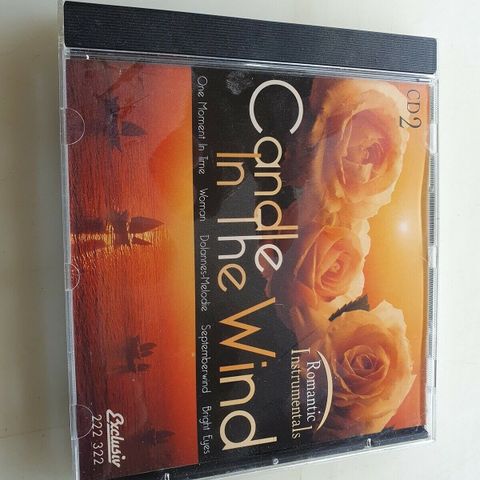 CD 2
Romantic
Instrumentals
Candle
In The Wind
One Moment In Time Woman Dolannes-Melodie Septemberwind Bright Eyes
Exclusiv
222 322